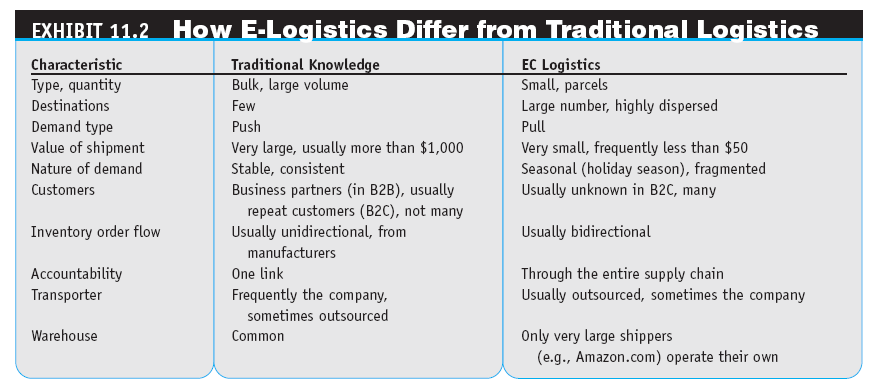 EXHIBIT 11.2 How E-Logistics Differ from Traditional Logistics
Characteristic Traditional Knowledge EC Logistics
Type, quantity Bulk, large volume Small, parcels
Destinations Few Large number, highly dispersed
Demand type Push Pull
Value of shipment Very large, usually more than $1,000 Very small, frequently less than $50
Nature of demand Stable, consistent Seasonal (holiday season), fragmented
Customers Business partners (in B2B), usually Usually unknown in B2C, many
repeat customers (B2C), not many
Inventory order flow Usually unidirectional, from Usually bidirectional
manufacturers
Accountability One link Through the entire supply chain
Transporter Frequently the company, Usually outsourced, sometimes the company
sometimes outsourced
Warehouse Common Only very large shippers
(e.g., Amazon.com) operate their own